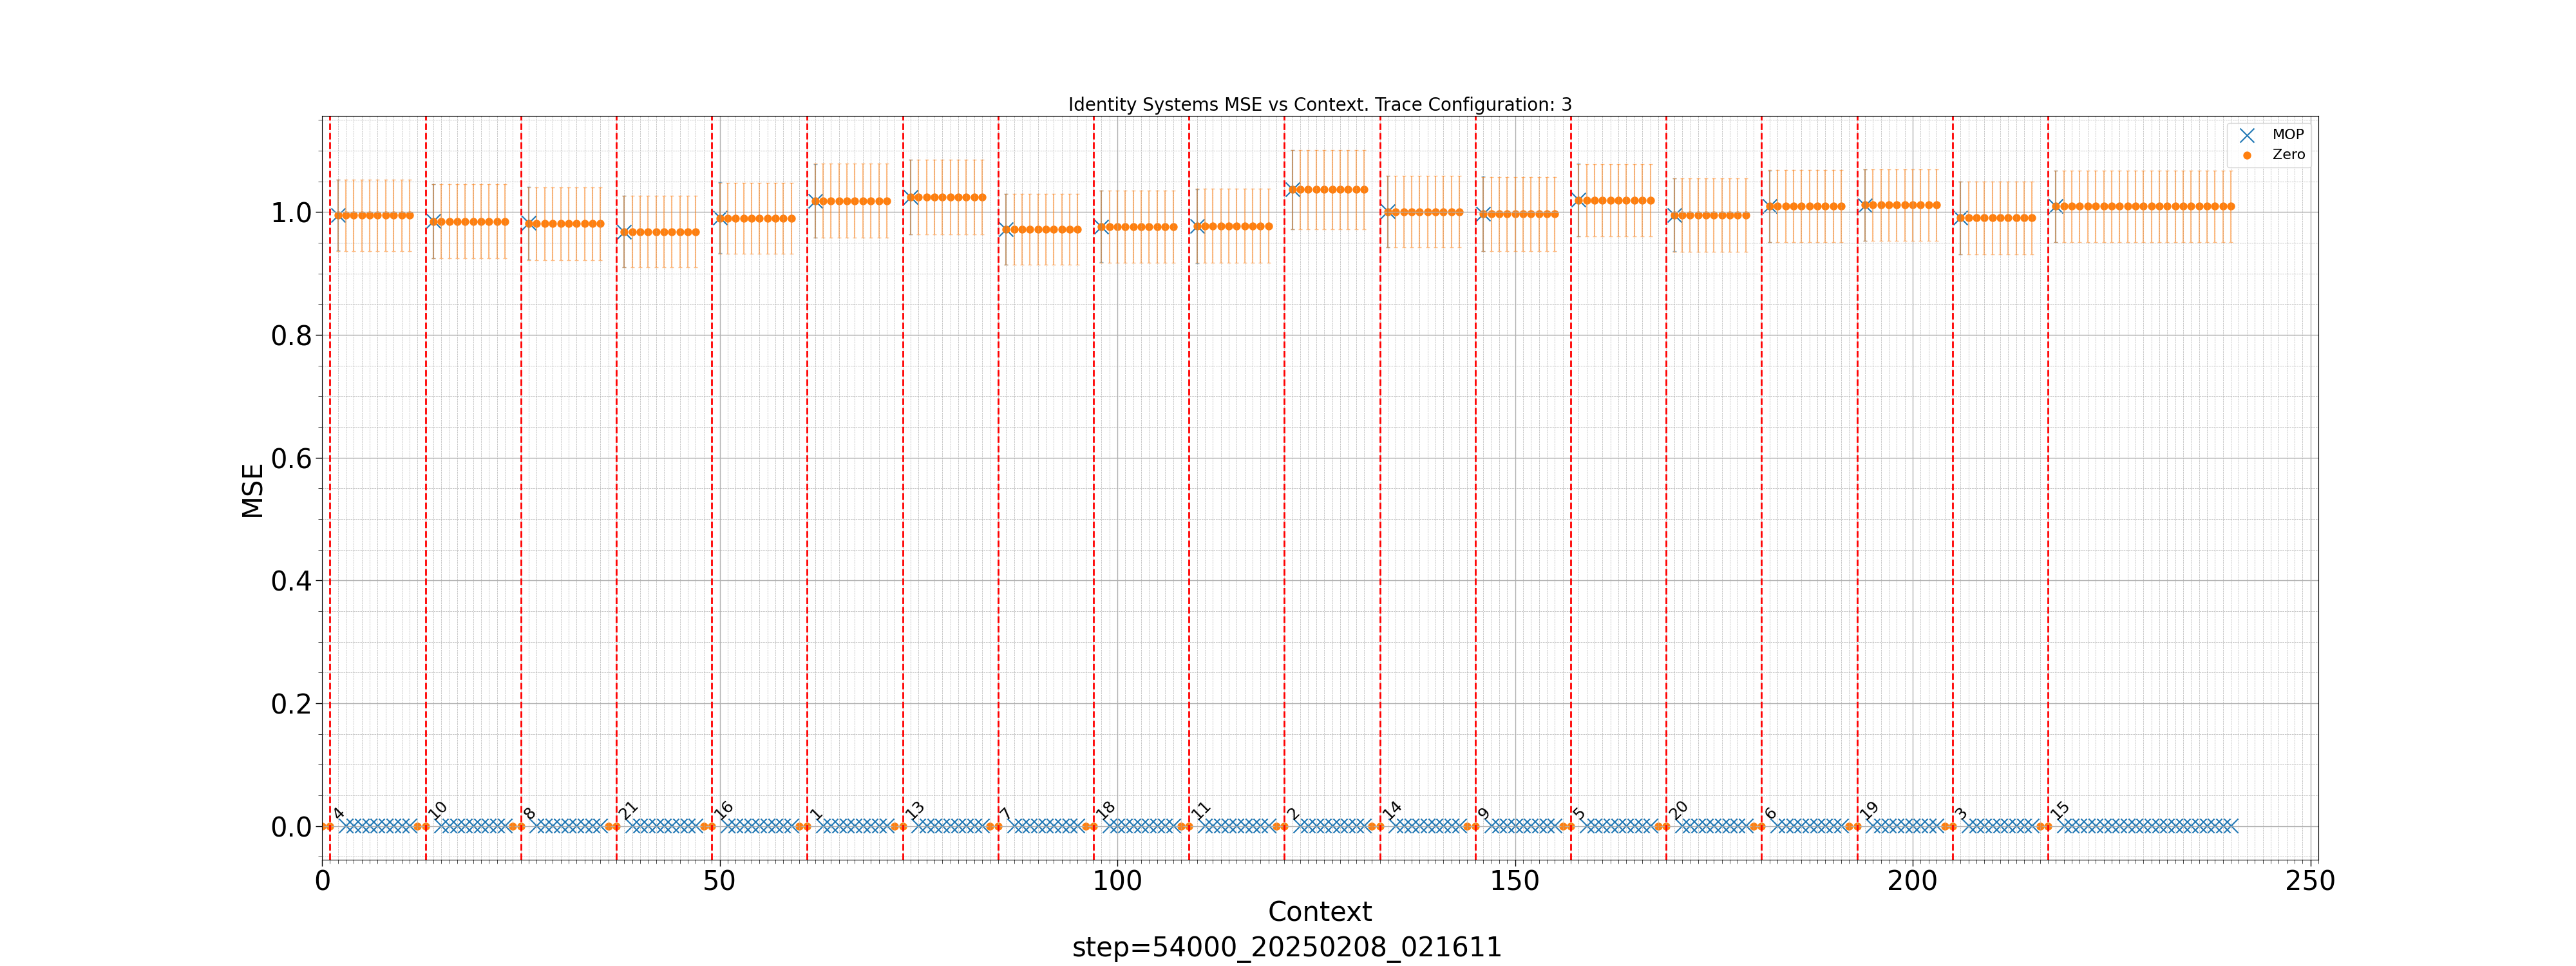 Identity Systems MSE vs Context. Trace Configuration: 3
MOP
Zero
1.0
0.8
0.6
0.4
0.2
0.0
MSE
4 10 8 21 16 1 13 7 18 11 2 14 9 5 20 6 19 3 15
0 50 100 150 200 250
Context
step=54000_20250208_021611